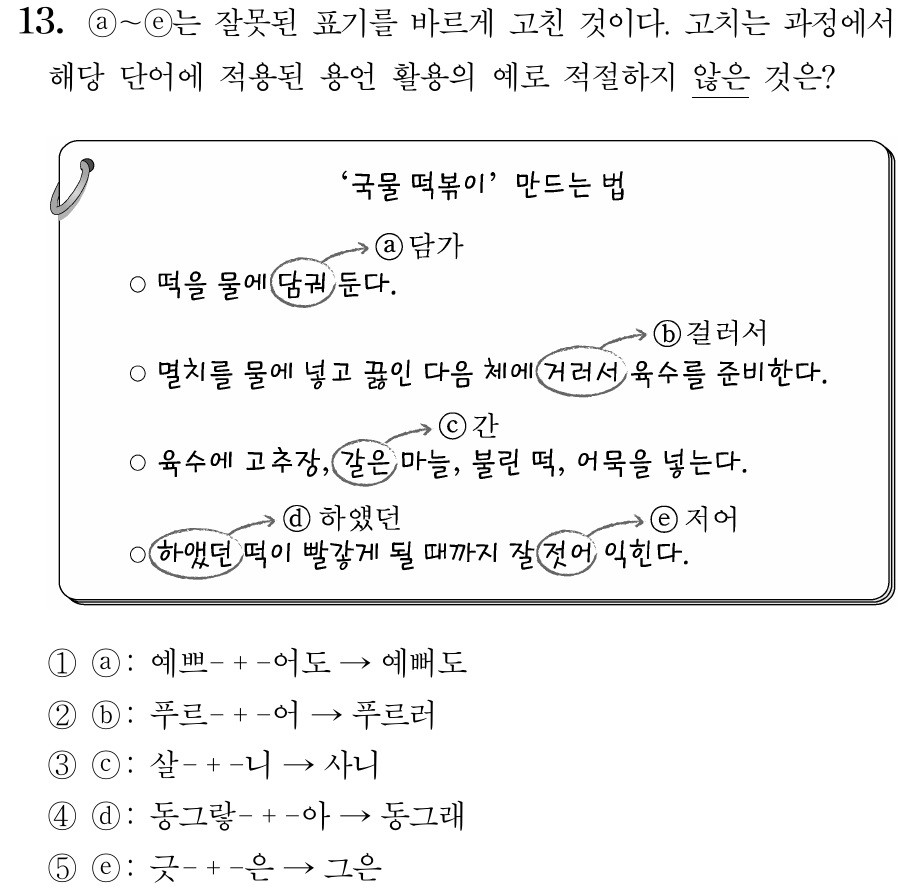 13. ⓐ~ⓔ는 잘못된 표기를 바르게 고친 것이다. 고치는 과정에서
해당 단어에 적용된 용언 활용의 예로 적절하지 않은 것은?
‘국물 떡볶이’ 만드는 법
ⓐ담가
○ 떡을 물에 담궈 둔다.
ⓑ걸러서
○ 멸치를 물에 넣고 끓인 다음 체에 거러서 육수를 준비한다.
ⓒ간
○ 육수에 고추장, 갈은 마늘, 불린 떡, 어묵을 넣는다.
ⓓ하얬던 ⓔ저어
○ 하앴던 떡이 빨갛게 될 때까지 잘 젓어 익힌다.
① ⓐ: 예쁘- + -어도 → 예뻐도
② ⓑ: 푸르- + -어 → 푸르러
③ ⓒ: 살- + -니 → 사니
④ ⓓ: 동그랗- + -아 → 동그래
⑤ ⓔ: 긋- + -은 → 그은